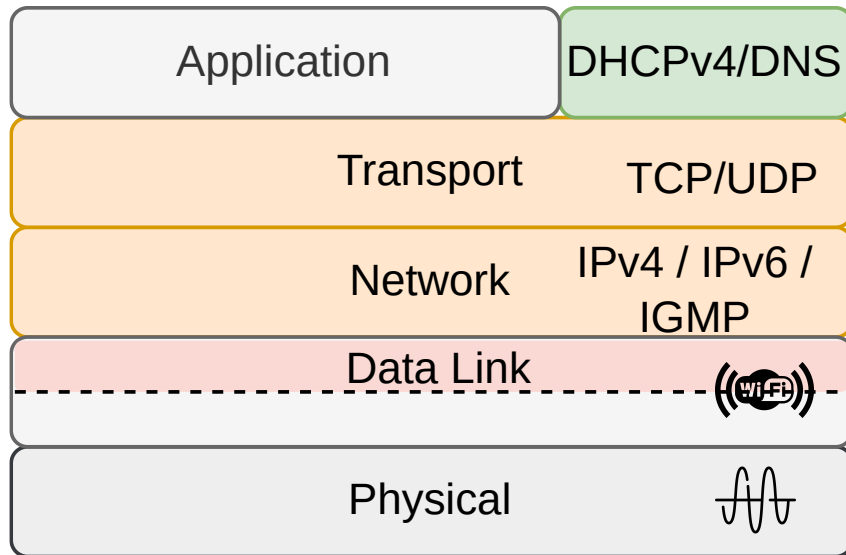 Application
DHCPv4/DNS
Transport
TCP/UDP
Network
IPv4 / IPv6 /
IGMP
Data Link
Wi Fi
Physical